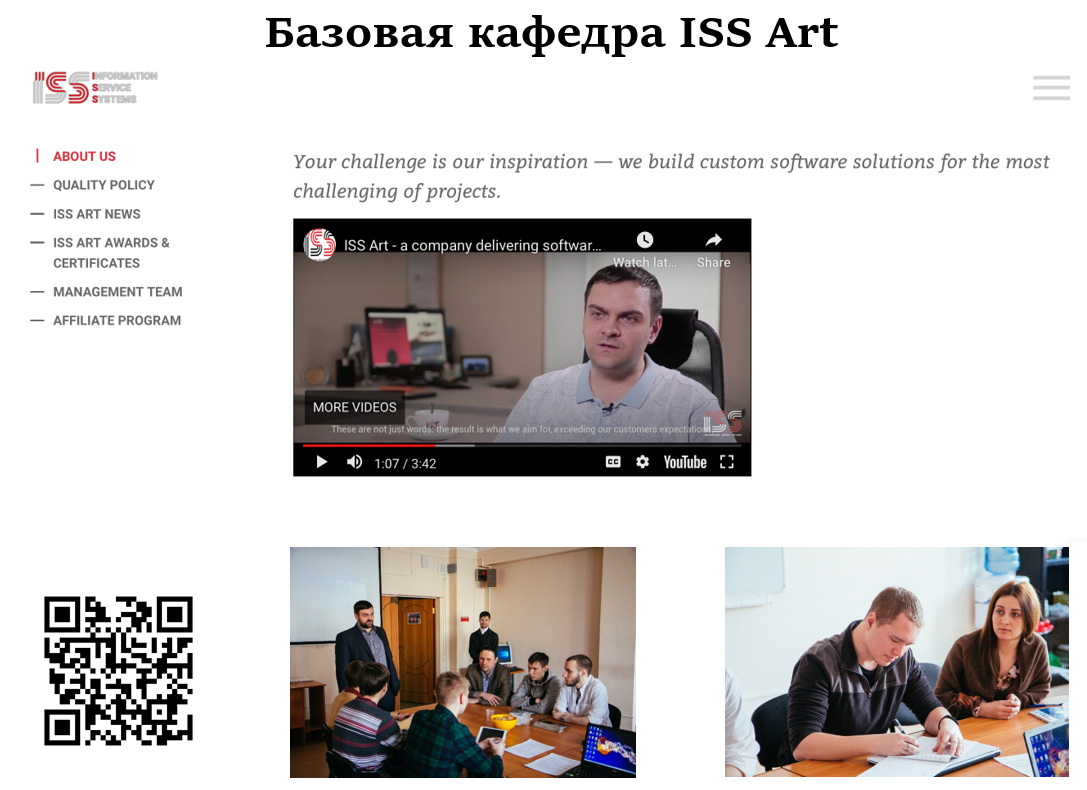 Базовая кафедра ISS Art
ISS INFORMATION
SERVICE
SYSTEMS
ABOUT US
QUALITY POLICY
ISS ART NEWS
ISS ART AWARDS &
CERTIFICATES
MANAGEMENT TEAM
AFFILIATE PROGRAM
Your challenge is our inspiration — we build custom software solutions for the most
challenging of projects.
ISS Art - a company delivering softwar...
Watch lat...
Share
MORE VIDEOS
ISS
These are not just words: the result is what we aim for, exceeding our customers expectations
1:07 / 3:42
CC
YouTube